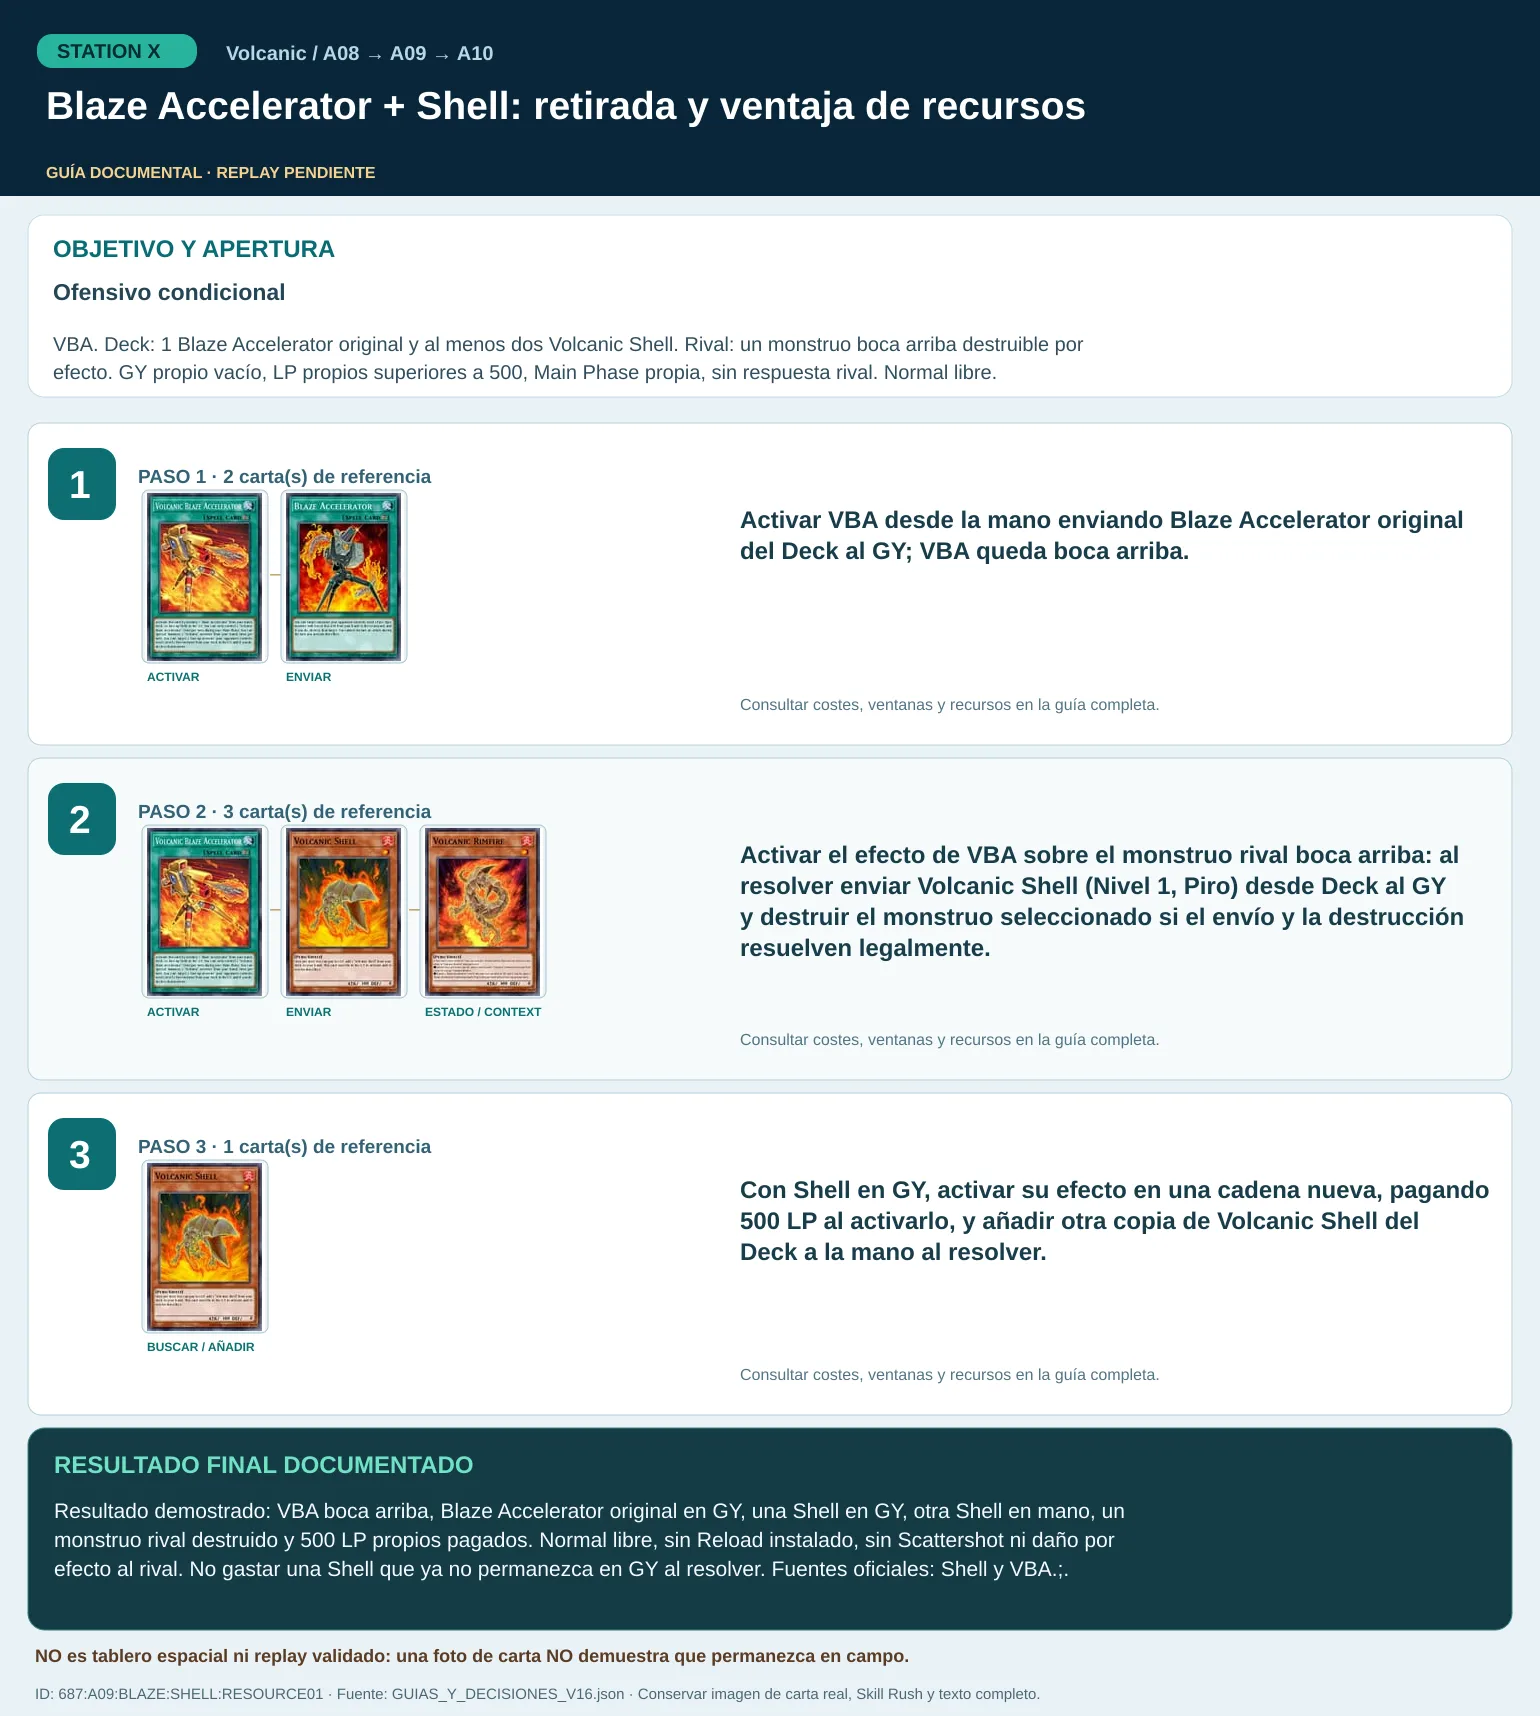 STATION X
Volcanic / A08 → A09 → A10
Blaze Accelerator + Shell: retirada y ventaja de recursos
GUÍA DOCUMENTAL · REPLAY PENDIENTE
OBJETIVO Y APERTURA
Ofensivo condicional
VBA. Deck: 1 Blaze Accelerator original y al menos dos Volcanic Shell. Rival: un monstruo boca arriba destruible por
efecto. GY propio vacío, LP propios superiores a 500, Main Phase propia, sin respuesta rival. Normal libre.
1
PASO 1 · 2 carta(s) de referencia
VOLCANIC BLAZE ACCELERATOR
BLAZE ACCELERATOR
ACTIVAR
ENVIAR
Activar VBA desde la mano enviando Blaze Accelerator original
del Deck al GY; VBA queda boca arriba.
Consultar costes, ventanas y recursos en la guía completa.
2
PASO 2 · 3 carta(s) de referencia
VOLCANIC BLAZE ACCELERATOR
VOLCANIC SHELL
VOLCANIC RIMFIRE
ACTIVAR
ENVIAR
ESTADO / CONTEXT
Activar el efecto de VBA sobre el monstruo rival boca arriba: al
resolver enviar Volcanic Shell (Nivel 1, Piro) desde Deck al GY
y destruir el monstruo seleccionado si el envío y la destrucción
resuelven legalmente.
Consultar costes, ventanas y recursos en la guía completa.
3
PASO 3 · 1 carta(s) de referencia
VOLCANIC SHELL
BUSCAR / AÑADIR
Con Shell en GY, activar su efecto en una cadena nueva, pagando
500 LP al activarlo, y añadir otra copia de Volcanic Shell del
Deck a la mano al resolver.
Consultar costes, ventanas y recursos en la guía completa.
RESULTADO FINAL DOCUMENTADO
Resultado demostrado: VBA boca arriba, Blaze Accelerator original en GY, una Shell en GY, otra Shell en mano, un
monstruo rival destruido y 500 LP propios pagados. Normal libre, sin Reload instalado, sin Scattershot ni daño por
efecto al rival. No gastar una Shell que ya no permanezca en GY al resolver. Fuentes oficiales: Shell y VBA.;.
NO es tablero espacial ni replay validado: una foto de carta NO demuestra que permanezca en campo.
ID: 687:A09:BLAZE:SHELL:RESOURCE01 · Fuente: GUIAS_Y_DECISIONES_V16.json · Conservar imagen de carta real, Skill Rush y texto completo.